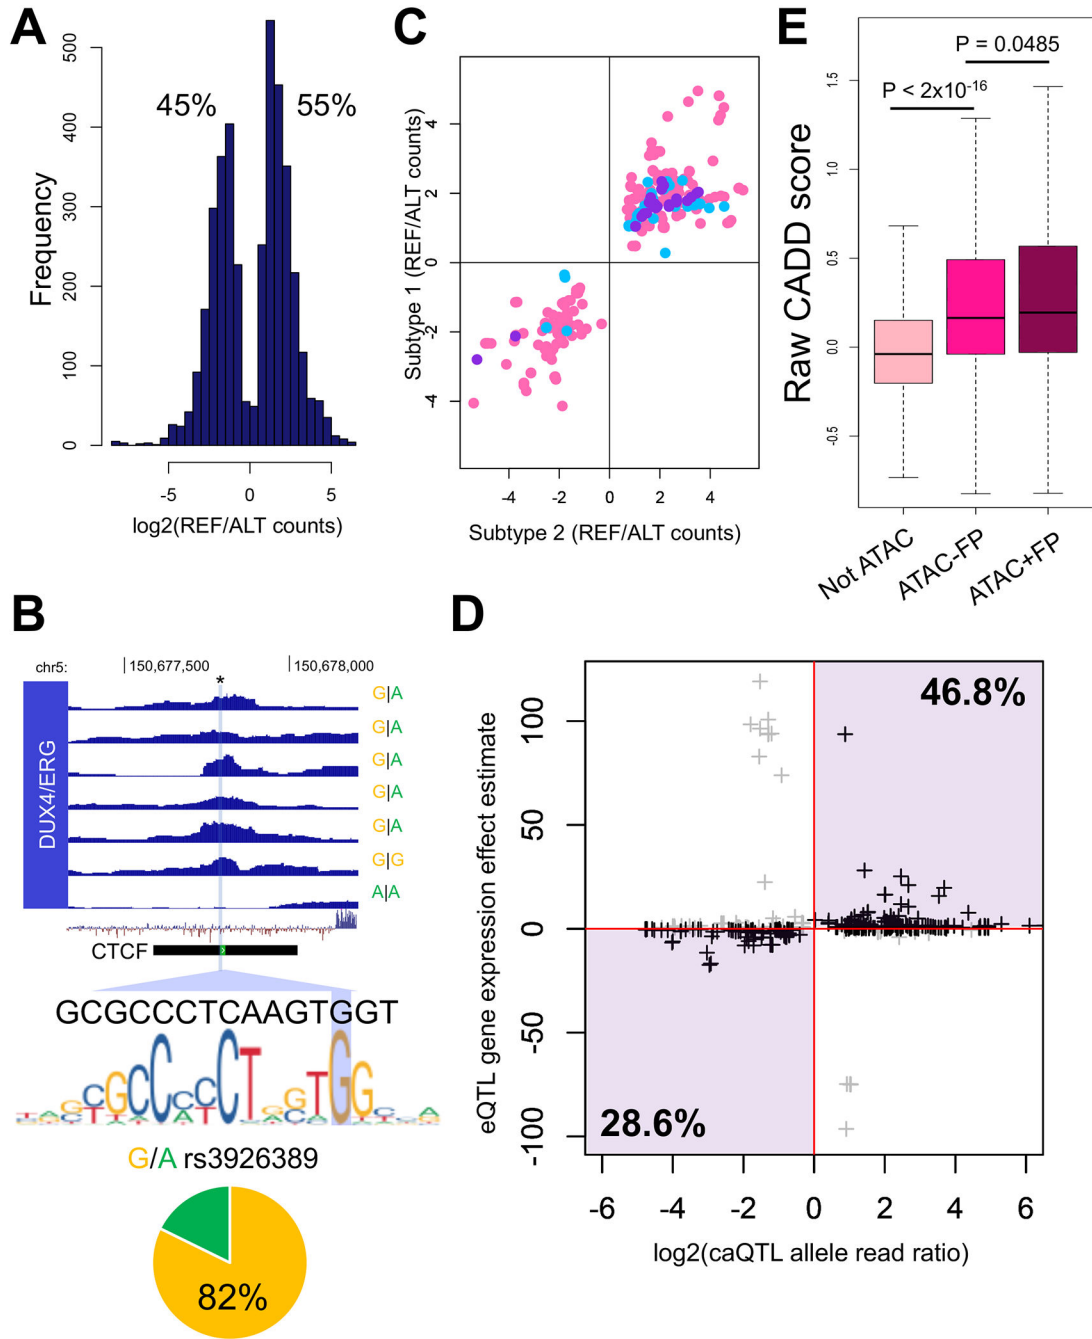 A
500
400
300
200
100
0
Frequency
45%
55%
-5
0
5
log2(REF/ALT counts)
C
4
2
0
-2
-4
Subtype 1 (REF/ALT counts)
-4
-2
0
2
4
Subtype 2 (REF/ALT counts)
E
P = 0.0485
P < 2x10-16
1.5
1.0
0.5
0.0
-0.5
Raw CADD score
Not ATAC
ATAC-FP
ATAC+FP
B
chr5:
150,677,500
150,678,000
*
DUX4/ERG
G|A
G|A
G|A
G|A
G|A
G|G
A|A
CTCF
GCGCCCTCAAGTGGT
G/A rs3926389
82%
D
100
50
0
-50
-100
eQTL gene expression effect estimate
46.8%
28.6%
-6
-4
-2
0
2
4
6
log2(caQTL allele read ratio)